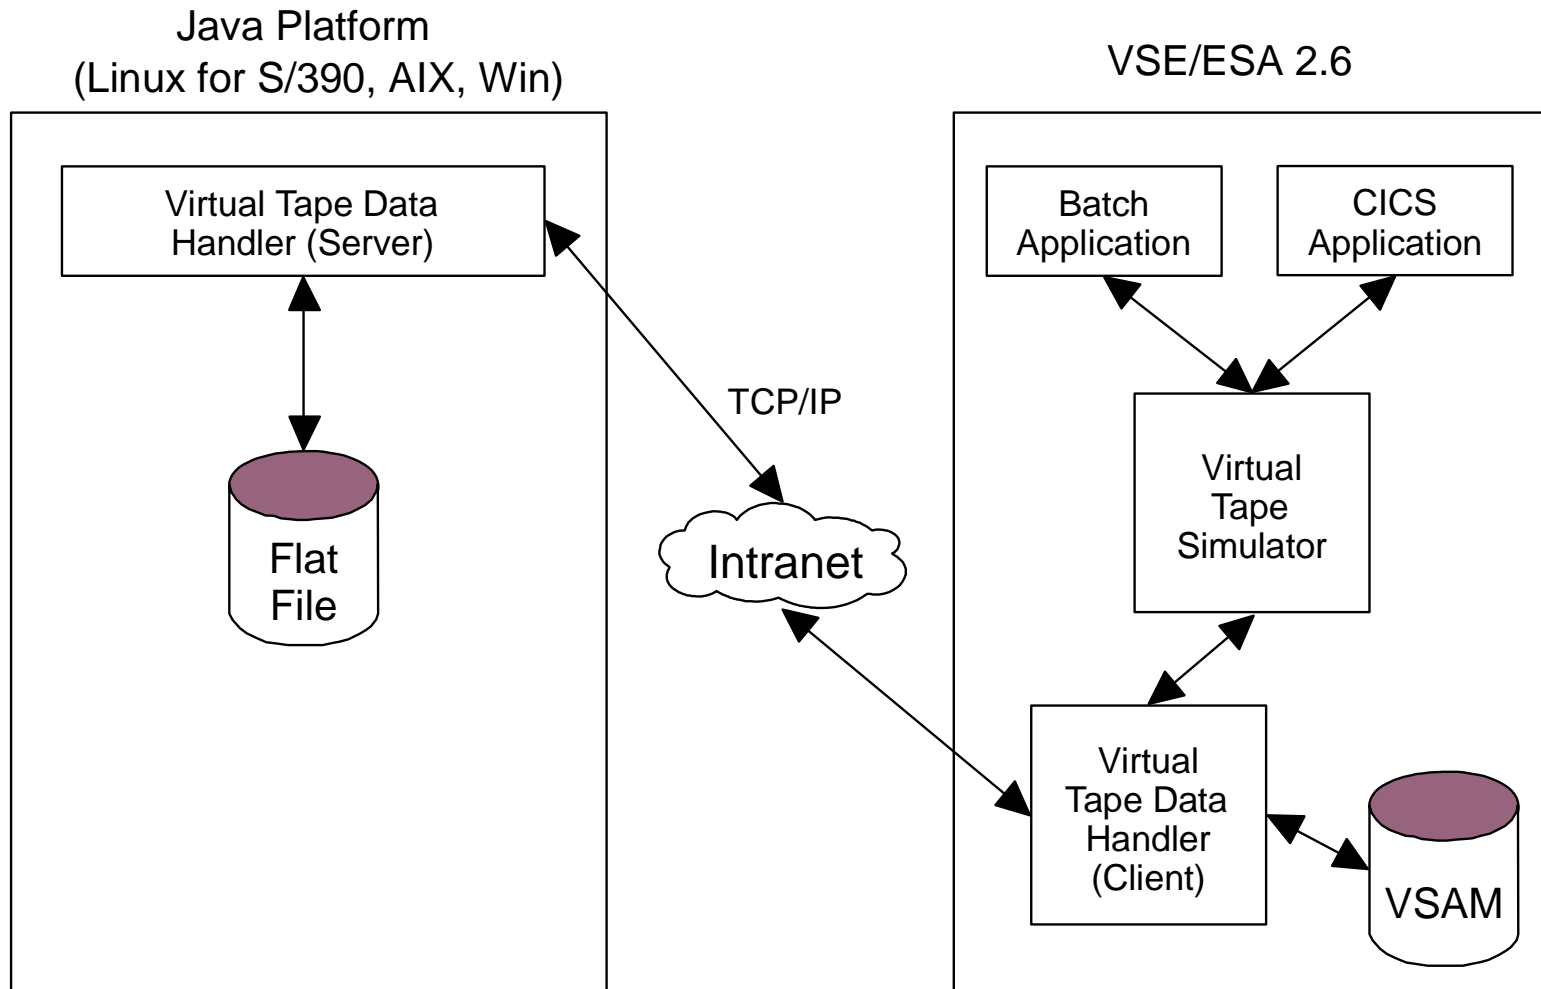 Java Platform
(Linux for S/390, AIX, Win)
VSE/ESA 2.6
Virtual Tape Data
Handler (Server)
Batch
Application
CICS
Application
TCP/IP
Virtual
Tape
Simulator
Flat
File
Intranet
Virtual
Tape Data
Handler
(Client)
VSAM